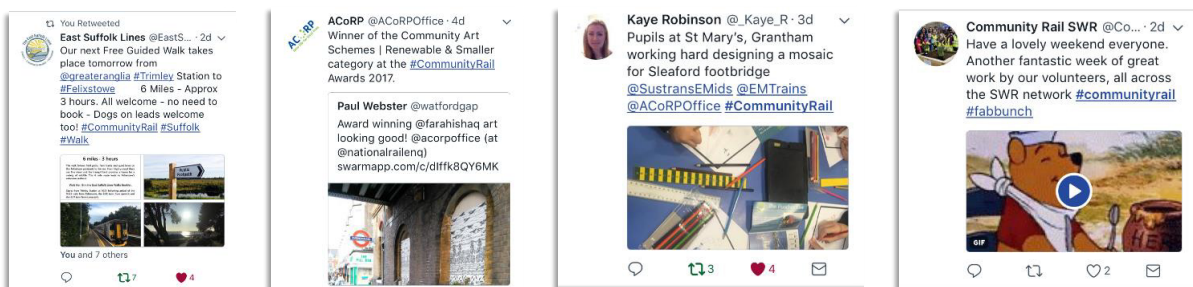 You Retweeted
East Suffolk Lines @EastS... · 2d
Our next Free Guided Walk takes
place tomorrow from
@greateranglia #Trimley Station to
#Felixstowe 6 Miles - Approx
3 hours. All welcome - no need to
book - Dogs on leads welcome
too! #CommunityRail #Suffolk
#Walk
6 miles · 3 hours
You and 7 others
7
4
ACoRP
ACoRP @ACoRPOffice · 4d
Winner of the Community Art
Schemes | Renewable & Smaller
category at the #CommunityRail
Awards 2017.
Paul Webster @watfordgap
Award winning @farahishaq art
looking good! @acorpoffice (at
@nationalrailenq)
swarmapp.com/c/dIffk8QY6MK
Kaye Robinson @_Kaye_R · 3d
Pupils at St Mary's, Grantham
working hard designing a mosaic
for Sleaford footbridge
@SustransEMids @EMTrains
@ACoRPOffice #CommunityRail
3
4
Community Rail SWR @Co... · 2d
Have a lovely weekend everyone.
Another fantastic week of great
work by our volunteers, all across
the SWR network #communityrail
#fabbunch
GIF
2